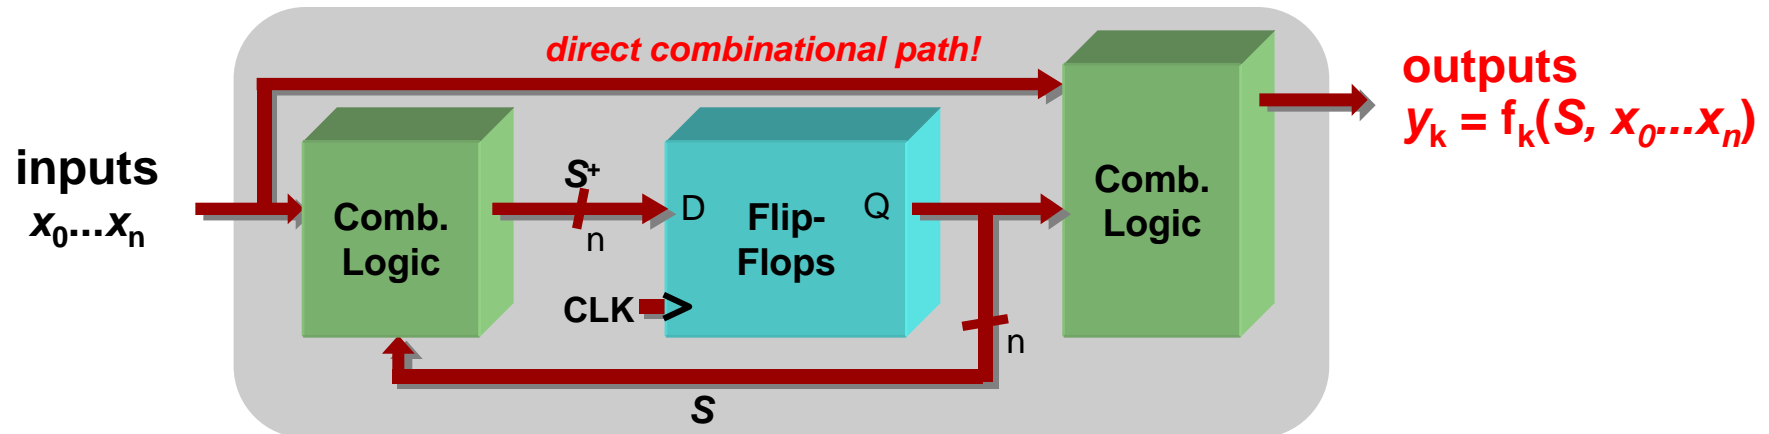 direct combinational path!
outputs
yₖ = fₖ(S, x₀...xₙ)
inputs
x₀...xₙ
Comb.
Logic
S⁺
n
D
Flip-
Flops
Q
CLK
Comb.
Logic
n
S